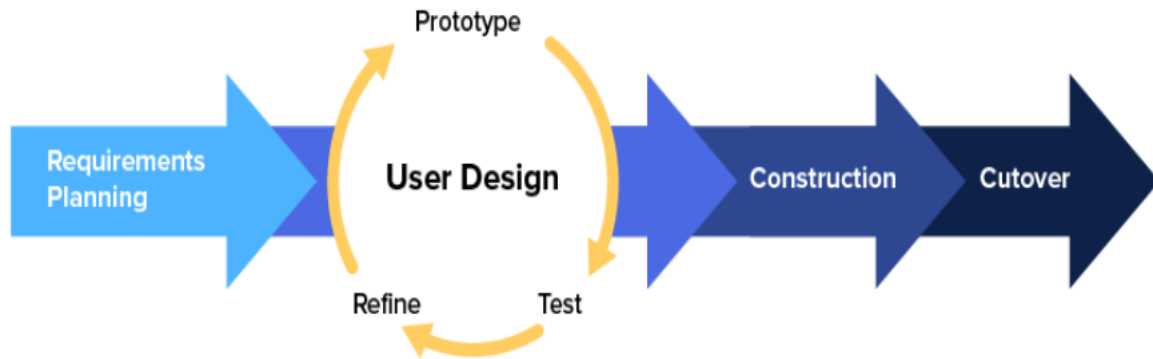 Prototype
Requirements
Planning
User Design
Construction
Cutover
Refine
Test